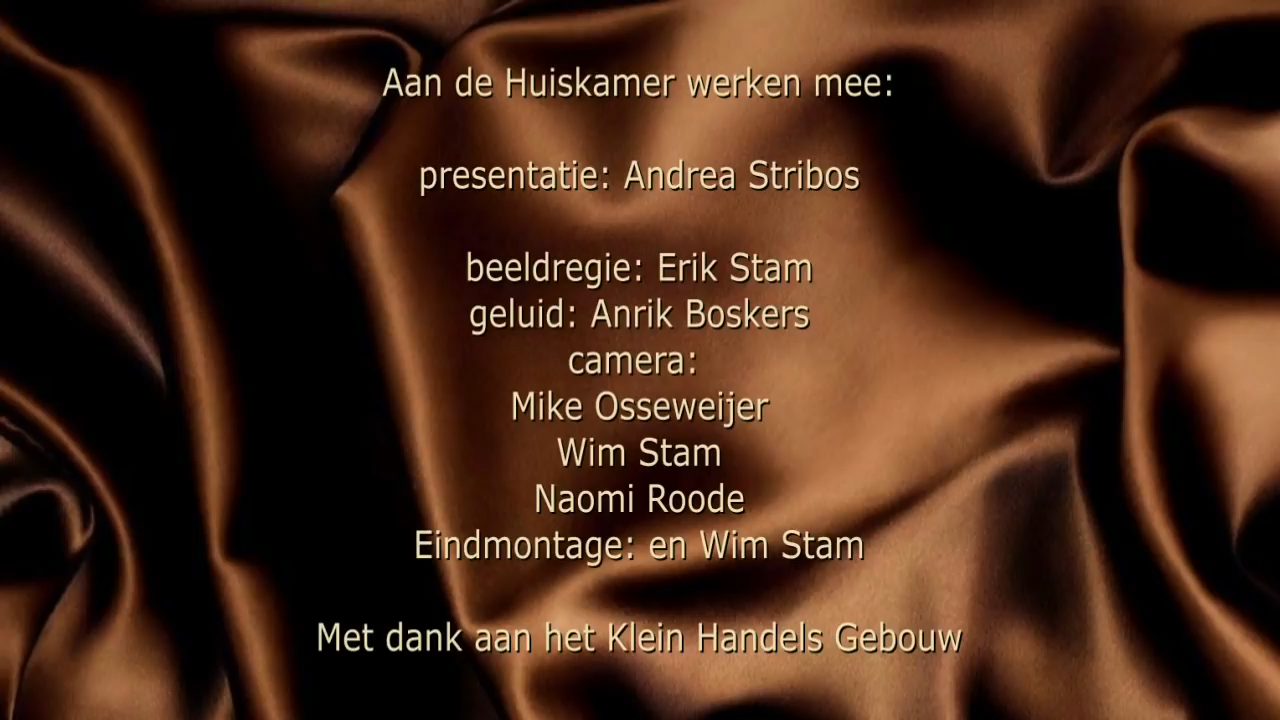 Aan de Huiskamer werken mee:
presentatie: Andrea Stribos
beeldregie: Erik Stam
geluid: Anrik Boskers
camera:
Mike Osseweijer
Wim Stam
Naomi Roode
Eindmontage: en Wim Stam
Met dank aan het Klein Handels Gebouw